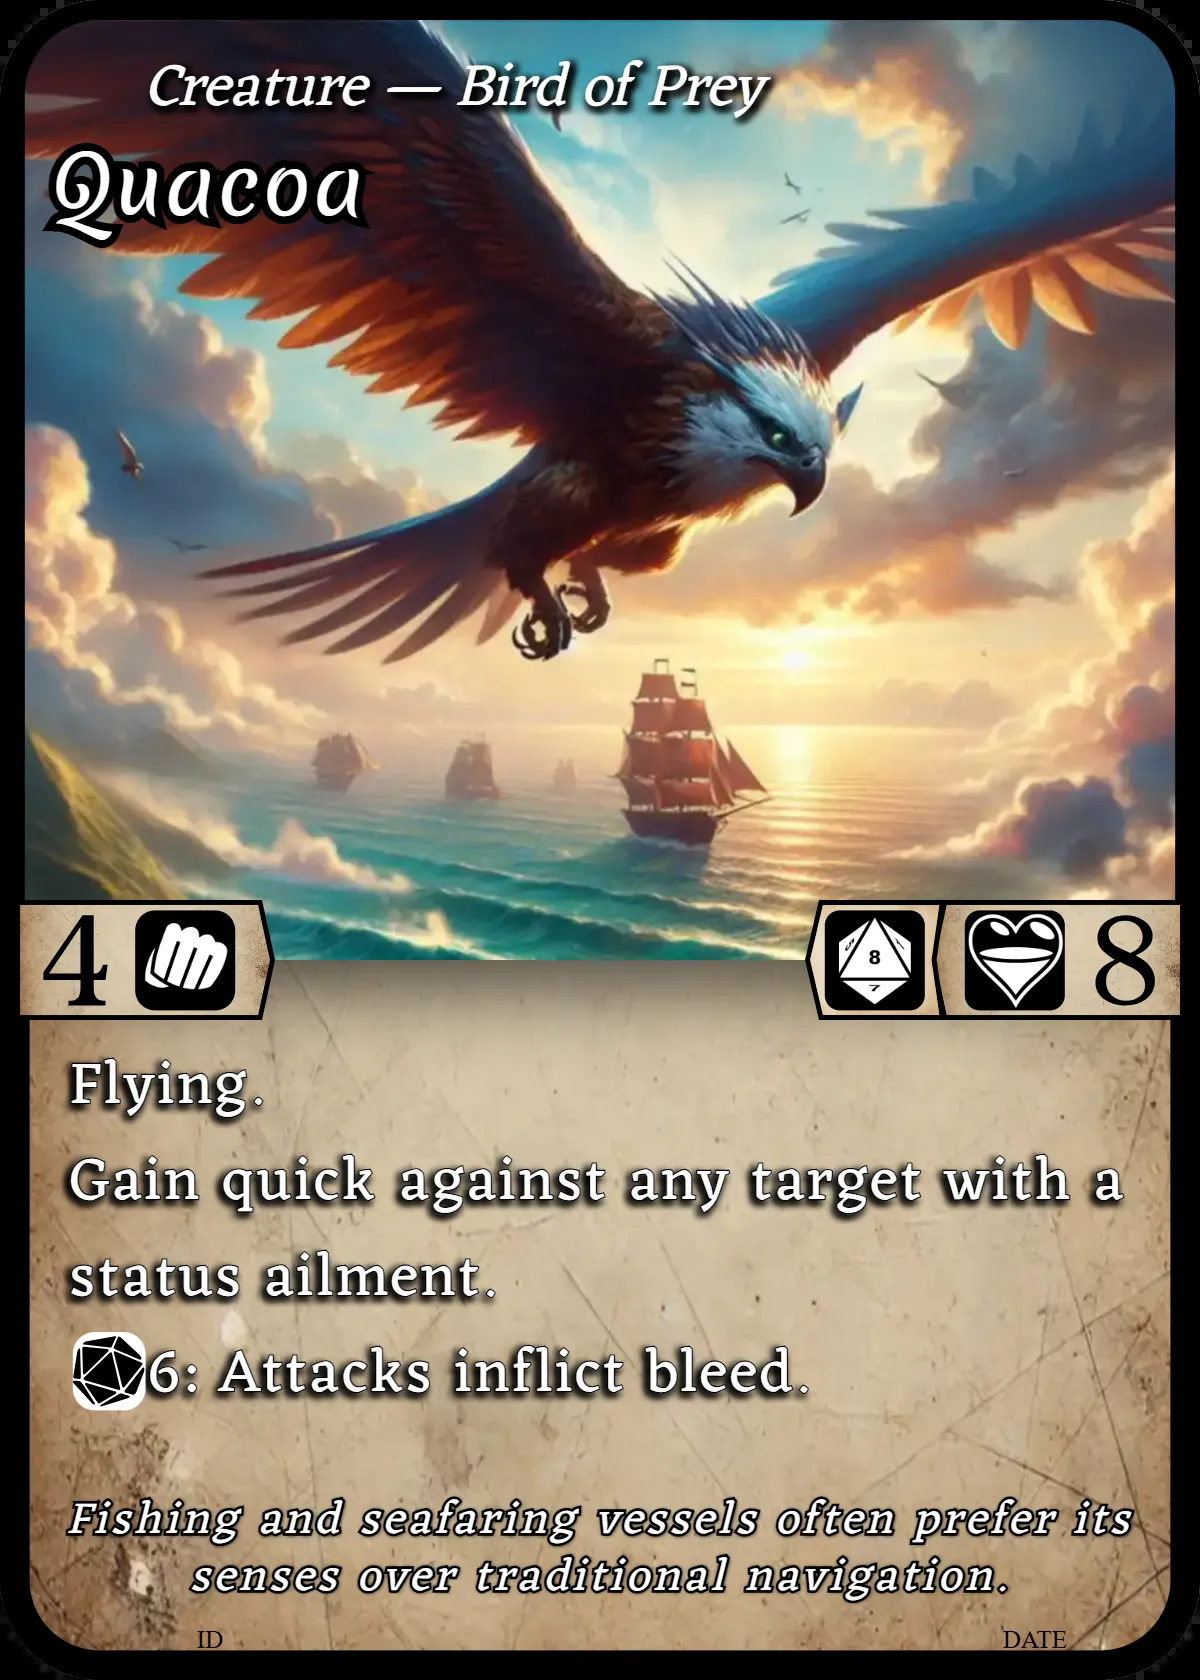 Creature — Bird of Prey
Quacoa
4
8
7
8
Flying.
Gain quick against any target with a
status ailment.
6: Attacks inflict bleed.
Fishing and seafaring vessels often prefer its
senses over traditional navigation.
ID DATE